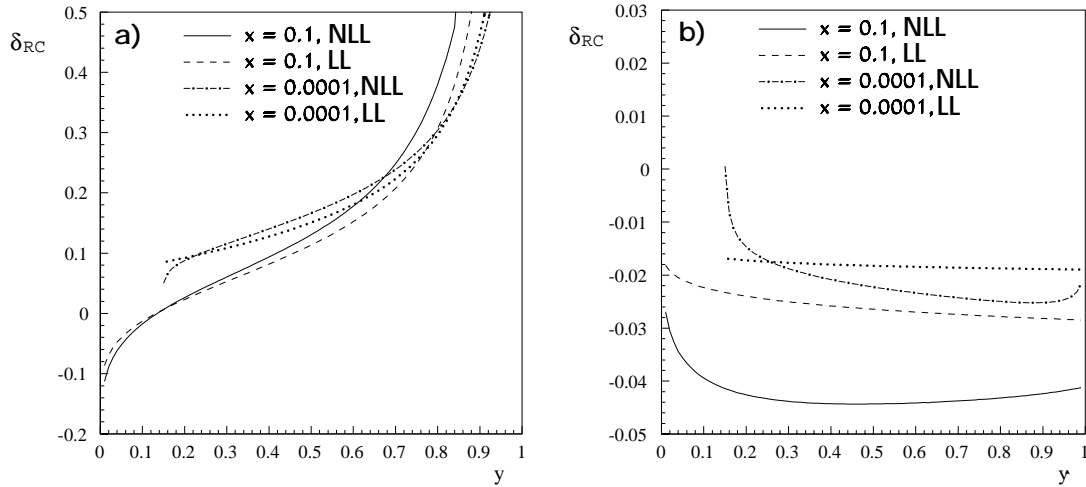 δRC
a)
x = 0.1, NLL
x = 0.1, LL
x = 0.0001, NLL
x = 0.0001, LL
0.5
0.4
0.3
0.2
0.1
0
-0.1
-0.2
0 0.1 0.2 0.3 0.4 0.5 0.6 0.7 0.8 0.9 1
y
δRC
b)
x = 0.1, NLL
x = 0.1, LL
x = 0.0001, NLL
x = 0.0001, LL
0.03
0.02
0.01
0
-0.01
-0.02
-0.03
-0.04
-0.05
0 0.1 0.2 0.3 0.4 0.5 0.6 0.7 0.8 0.9 1
y